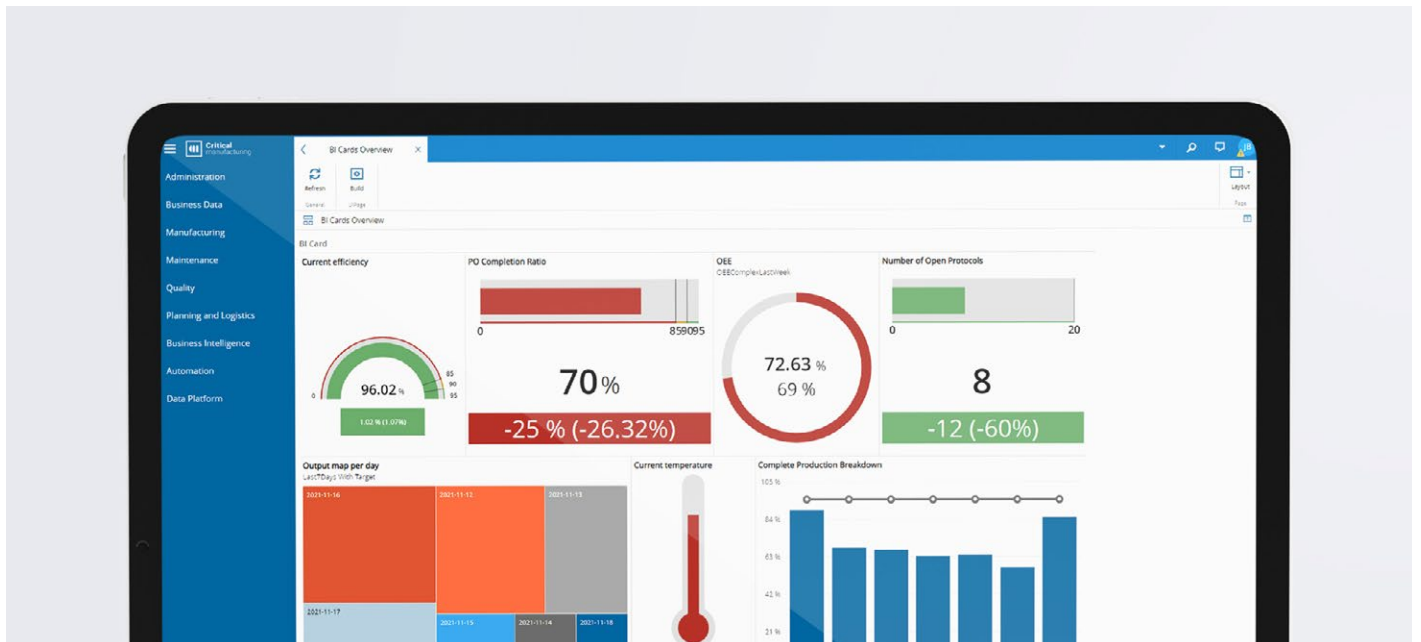 Critical
manufacturing
BI Cards Overview
Administration
Business Data
Manufacturing
Maintenance
Quality
Planning and Logistics
Business Intelligence
Automation
Data Platform
Refresh
Build
General
Layout
Page
BI Cards Overview
BI Card
Current efficiency
0
85
90
95
96.02 %
1.02 % (1.07%)
PO Completion Ratio
0
859095
70%
-25 % (-26.32%)
OEE
OEEComplexLastWeek
72.63 %
69 %
Number of Open Protocols
0
20
8
-12 (-60%)
Output map per day
Last7Days With Target
2021-11-16
2021-11-12
2021-11-13
2021-11-17
2021-11-15
2021-11-14
2021-11-18
Current temperature
Complete Production Breakdown
105 %
84 %
63 %
42 %
21 %